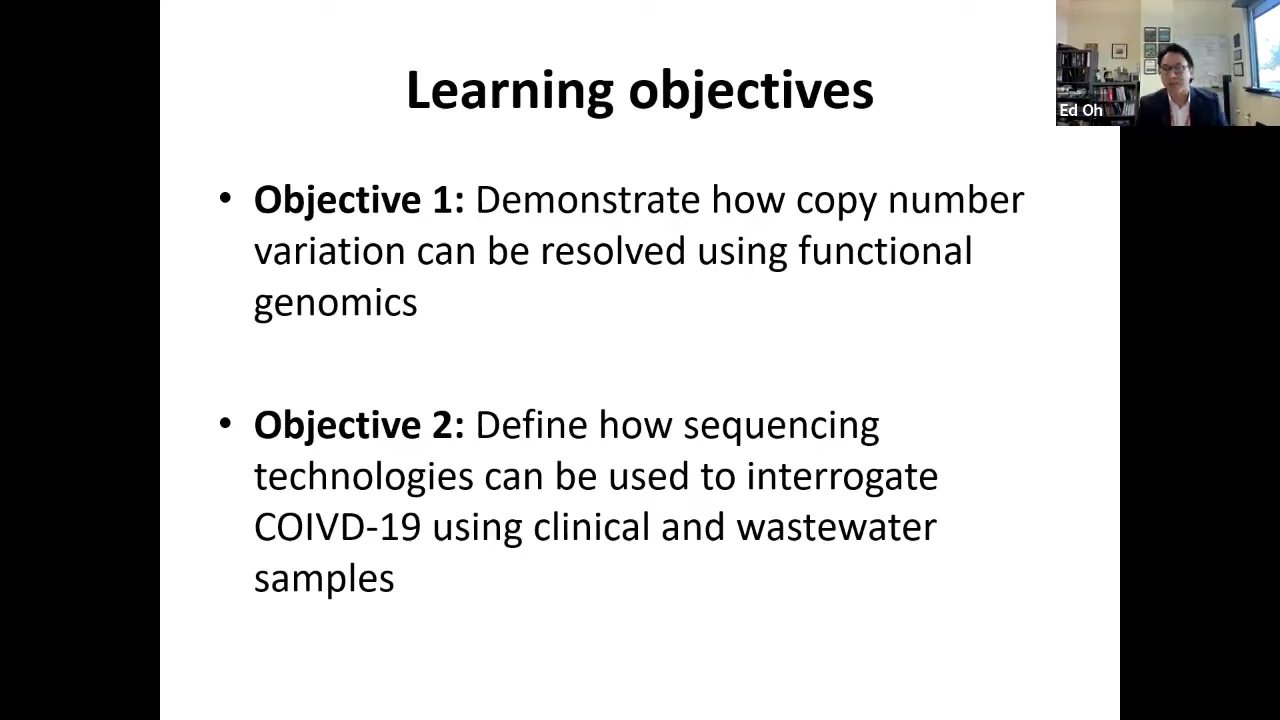 Learning objectives
Ed Oh
• Objective 1: Demonstrate how copy number
variation can be resolved using functional
genomics
• Objective 2: Define how sequencing
technologies can be used to interrogate
COIVD-19 using clinical and wastewater
samples